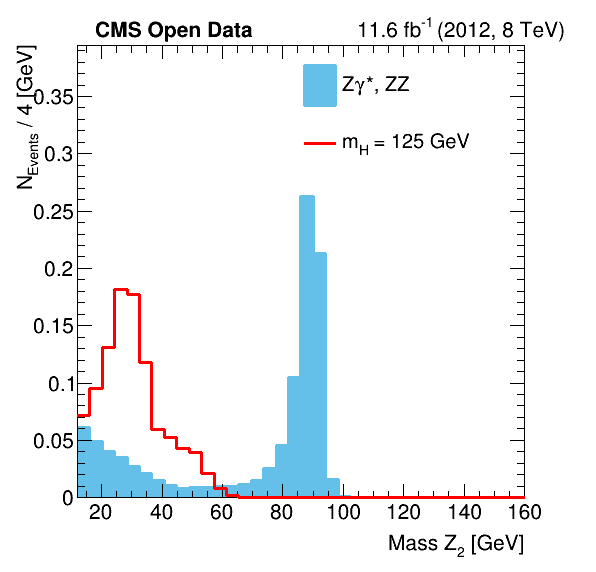 CMS Open Data 11.6 fb⁻¹ (2012, 8 TeV)
N_Events / 4 [GeV]
0.35
0.3
0.25
0.2
0.15
0.1
0.05
0
Zγ*, ZZ
m_H = 125 GeV
20 40 60 80 100 120 140 160
Mass Z₂ [GeV]